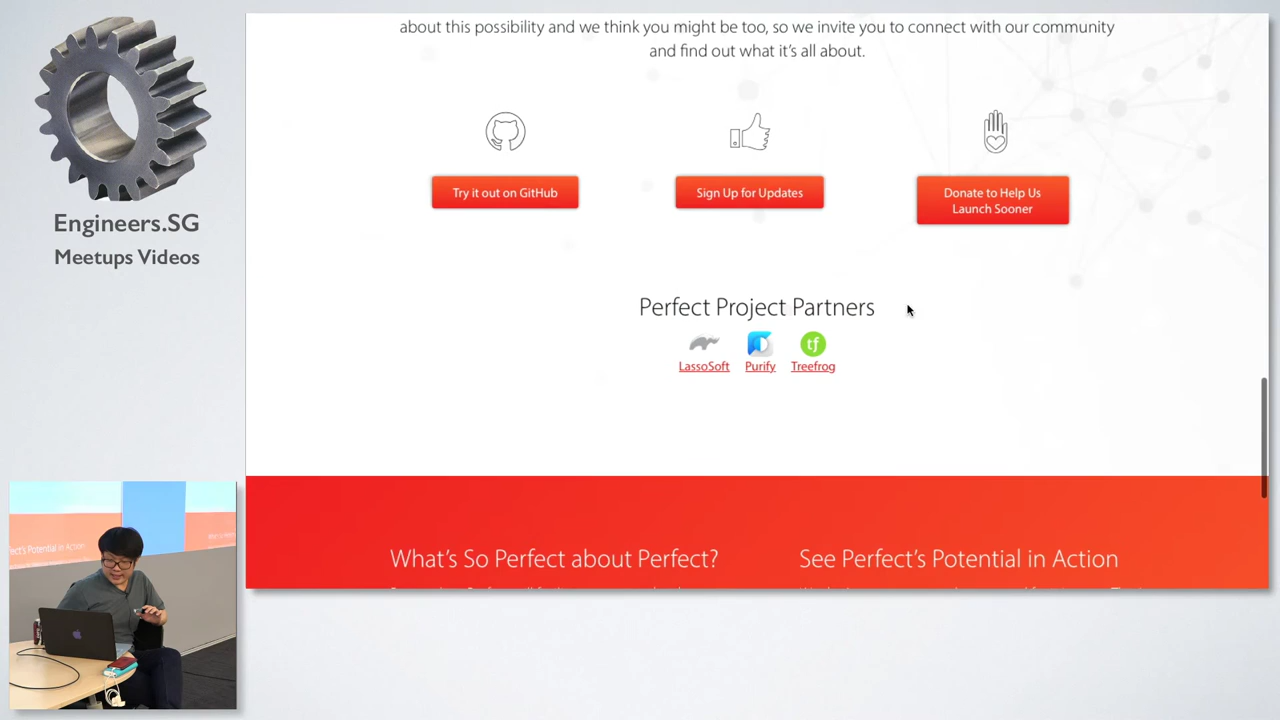 Engineers.SG
Meetups Videos
about this possibility and we think you might be too, so we invite you to connect with our community
and find out what it's all about.
Try it out on GitHub
Sign Up for Updates
Donate to Help Us
Launch Sooner
Perfect Project Partners
tf
LassoSoft
Purify
Treefrog
What's So Perfect about Perfect?
See Perfect's Potential in Action